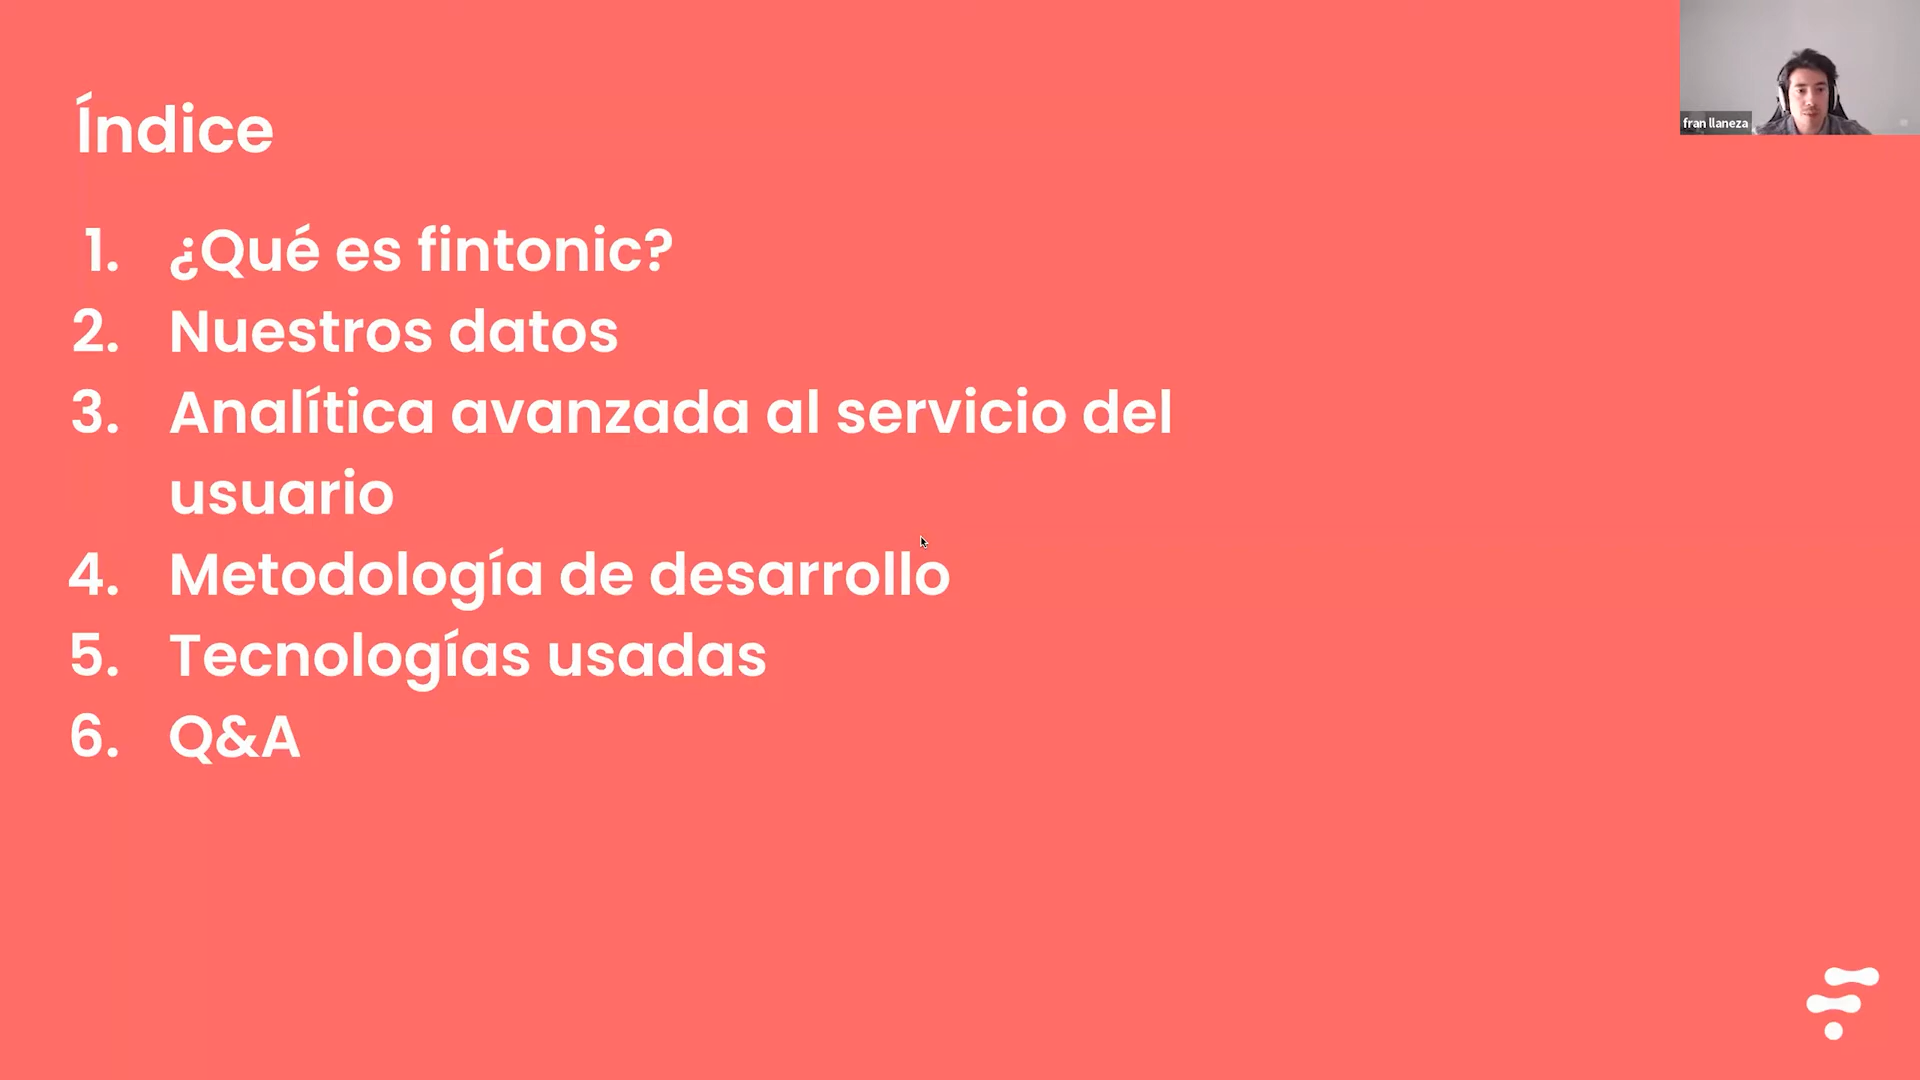 Índice
1. ¿Qué es fintonic?
2. Nuestros datos
3. Analítica avanzada al servicio del
usuario
4. Metodología de desarrollo
5. Tecnologías usadas
6. Q&A
fran llaneza